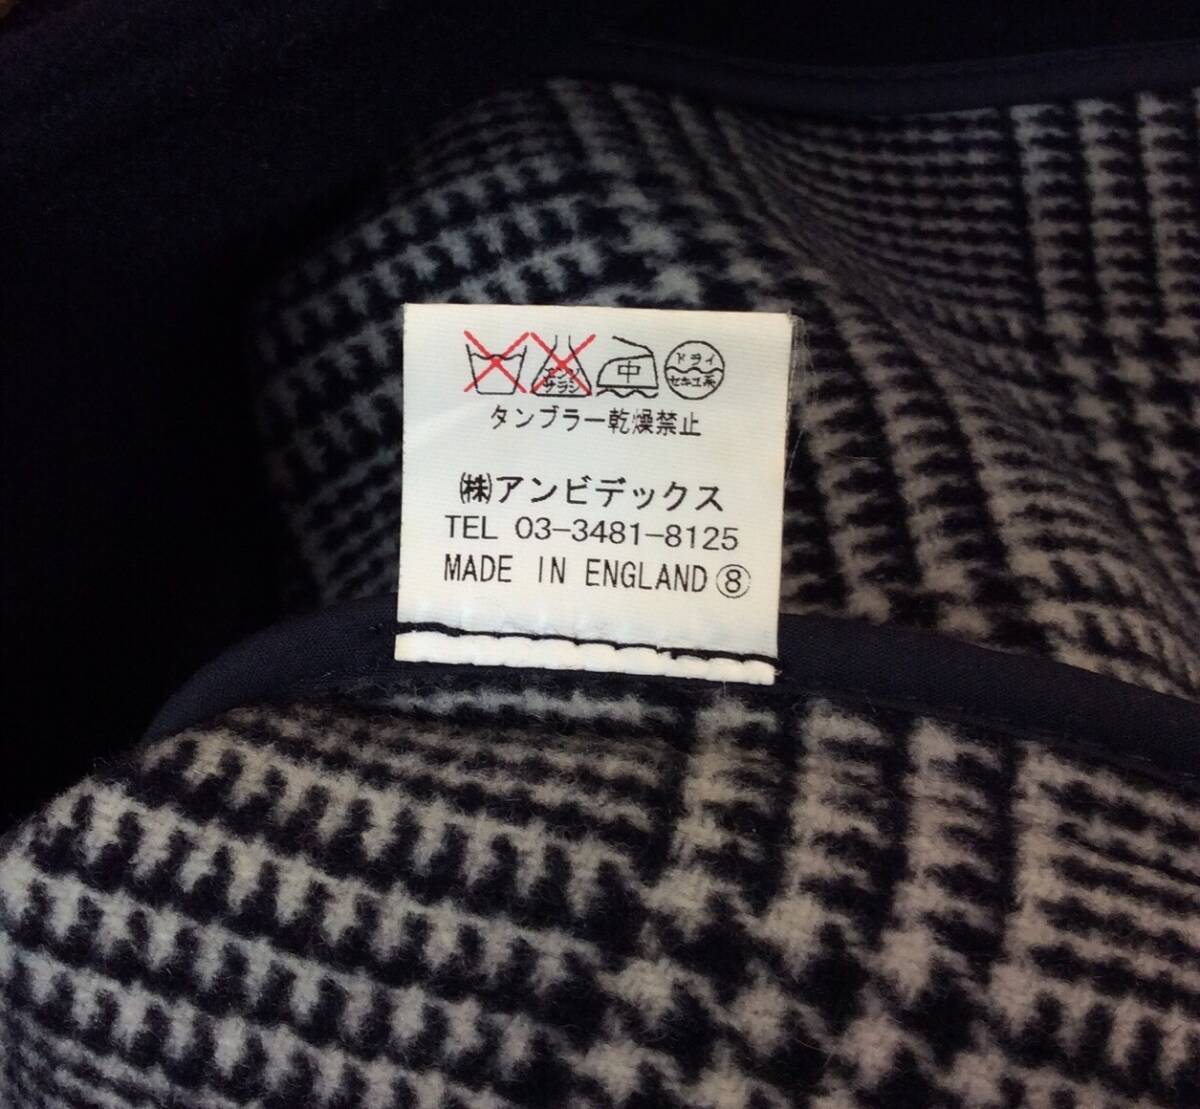 エンソ サラシ 中 ドライ セキユ系
タンブラー乾燥禁止
㈱アンビデックス
TEL 03-3481-8125
MADE IN ENGLAND ⑧